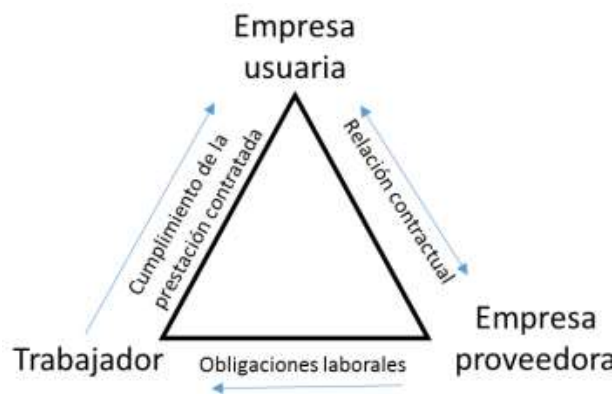 Empresa
usuaria
Cumplimiento de la
prestación contratada
Relación contractual
Trabajador
Obligaciones laborales
Empresa
proveedora